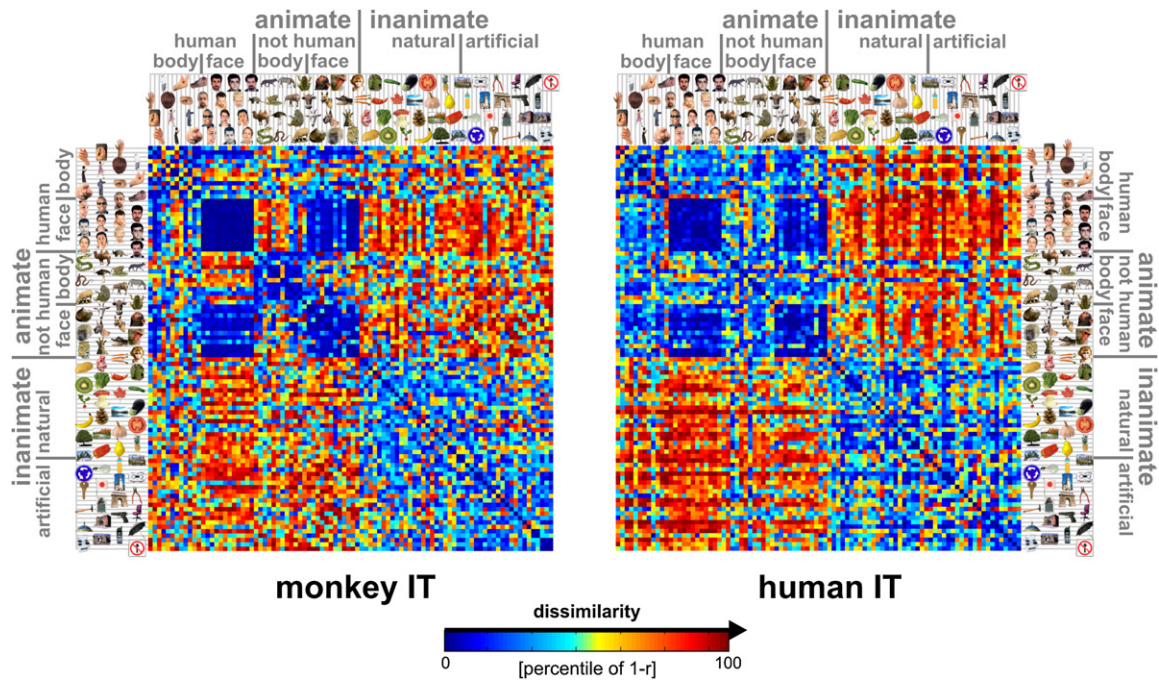 animate inanimate
human not human natural artificial
body face body face
animate inanimate
human not human natural artificial
body face body face
animate
human
body
face
not human
body
face
inanimate
natural
artificial
human
body
face
animate
not human
body
face
inanimate
natural
artificial
monkey IT
human IT
dissimilarity
0 100
[percentile of 1-r]